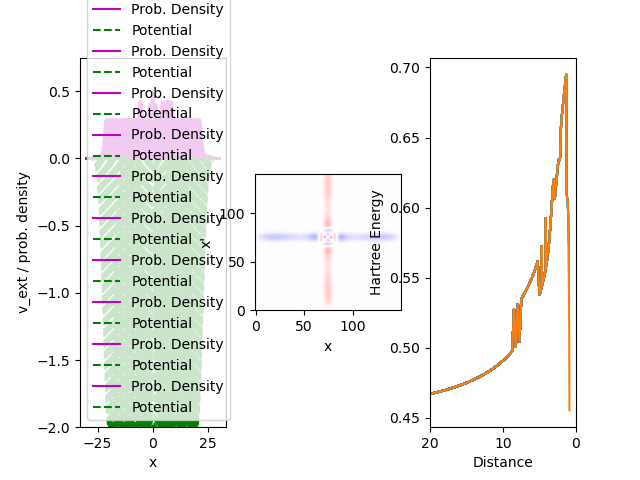 Prob. Density
Potential
Prob. Density
Potential
Prob. Density
Potential
Prob. Density
Potential
Prob. Density
Potential
Prob. Density
Potential
Prob. Density
Potential
Prob. Density
Potential
Prob. Density
Potential
Prob. Density
Potential
0.5
0.0
−0.5
−1.0
−1.5
−2.0
v_ext / prob. density
−25
0
25
x
100
50
0
x'
0
50
100
x
0.70
0.65
0.60
0.55
0.50
0.45
Hartree Energy
20
10
0
Distance